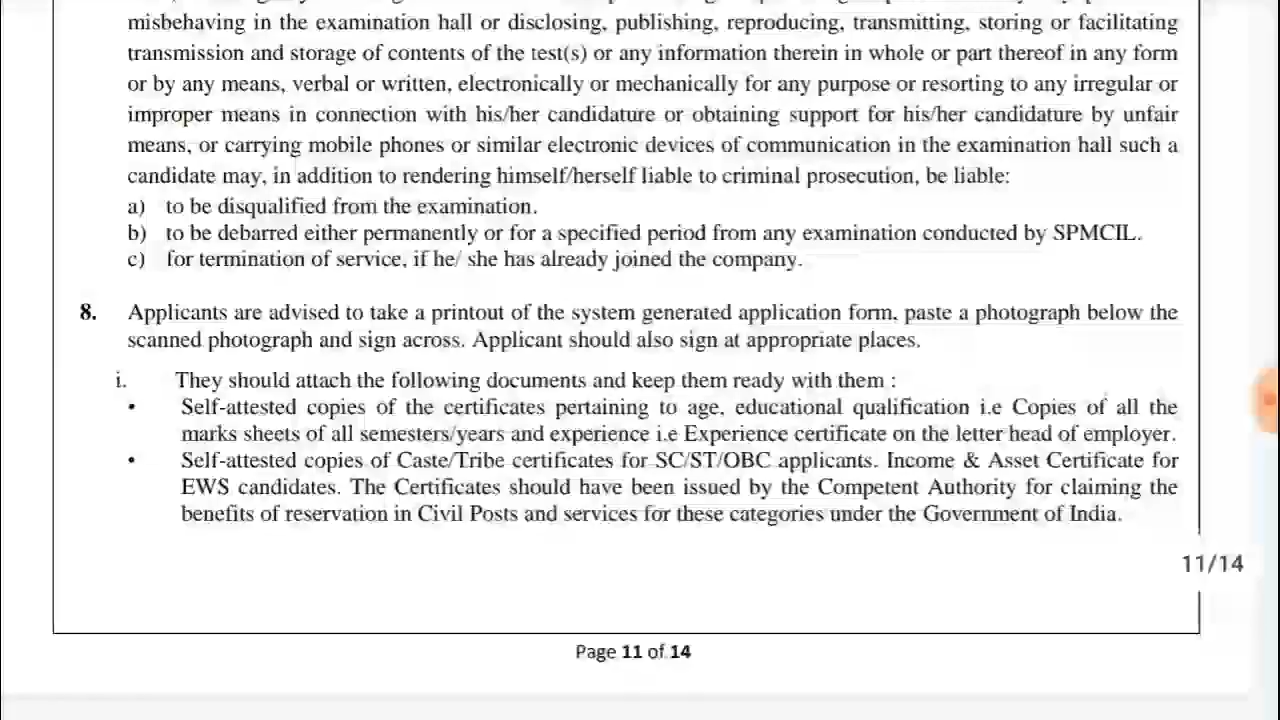 misbehaving in the examination hall or disclosing, publishing, reproducing, transmitting, storing or facilitating
transmission and storage of contents of the test(s) or any information therein in whole or part thereof in any form
or by any means, verbal or written, electronically or mechanically for any purpose or resorting to any irregular or
improper means in connection with his/her candidature or obtaining support for his/her candidature by unfair
means, or carrying mobile phones or similar electronic devices of communication in the examination hall such a
candidate may, in addition to rendering himself/herself liable to criminal prosecution, be liable:
a) to be disqualified from the examination.
b) to be debarred either permanently or for a specified period from any examination conducted by SPMCIL.
c) for termination of service, if he/ she has already joined the company.
8. Applicants are advised to take a printout of the system generated application form, paste a photograph below the
scanned photograph and sign across. Applicant should also sign at appropriate places.
i. They should attach the following documents and keep them ready with them :
• Self-attested copies of the certificates pertaining to age, educational qualification i.e Copies of all the
marks sheets of all semesters/years and experience i.e Experience certificate on the letter head of employer.
• Self-attested copies of Caste/Tribe certificates for SC/ST/OBC applicants. Income & Asset Certificate for
EWS candidates. The Certificates should have been issued by the Competent Authority for claiming the
benefits of reservation in Civil Posts and services for these categories under the Government of India.
11/14
Page 11 of 14